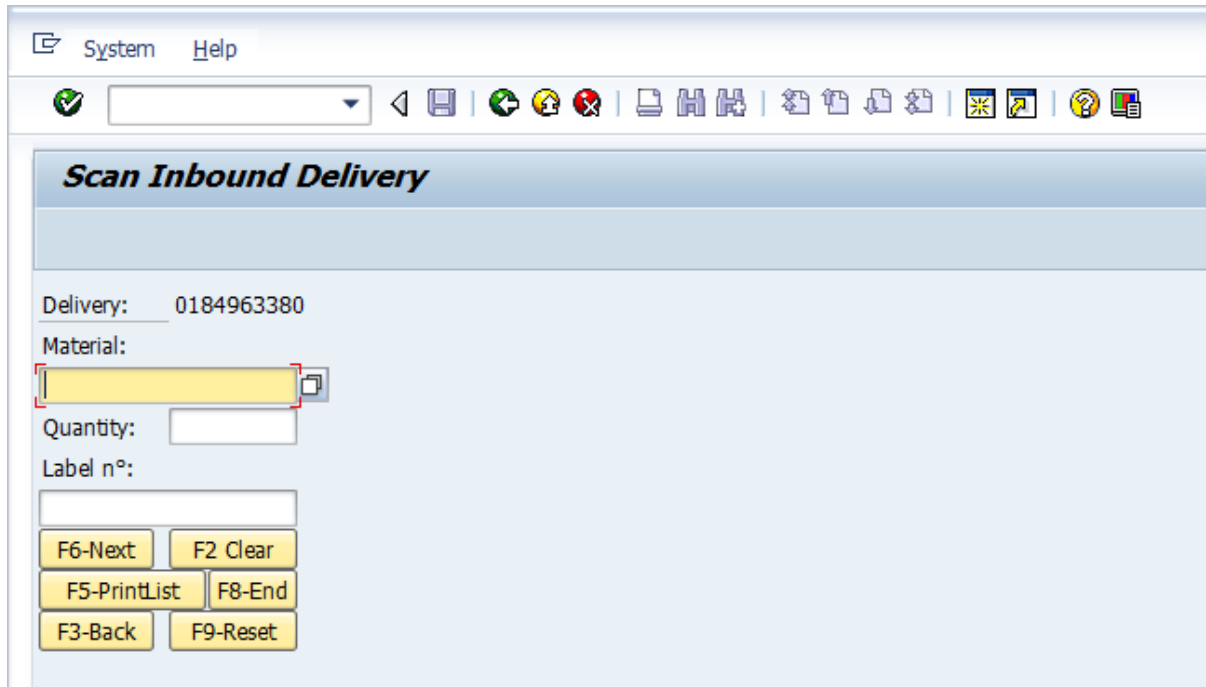 System Help
Scan Inbound Delivery
Delivery: 0184963380
Material:
Quantity:
Label n°:
F6-Next F2 Clear
F5-PrintList F8-End
F3-Back F9-Reset